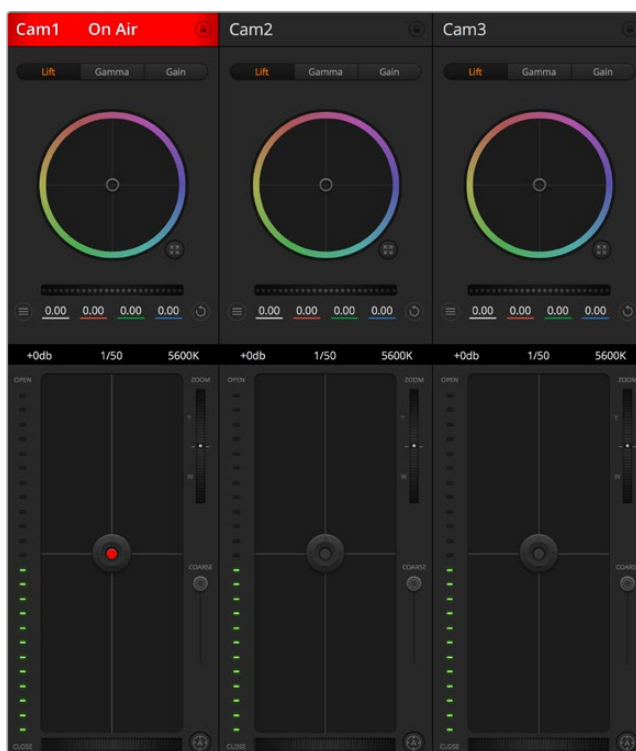 Cam1 On Air
Lift Gamma Gain
0.00 0.00 0.00 0.00
+0db 1/50 5600K
OPEN ZOOM
T
W
COARSE
CLOSE
Cam2
Lift Gamma Gain
0.00 0.00 0.00 0.00
+0db 1/50 5600K
OPEN ZOOM
T
W
COARSE
CLOSE
Cam3
Lift Gamma Gain
0.00 0.00 0.00 0.00
+0db 1/50 5600K
OPEN ZOOM
T
W
COARSE
CLOSE